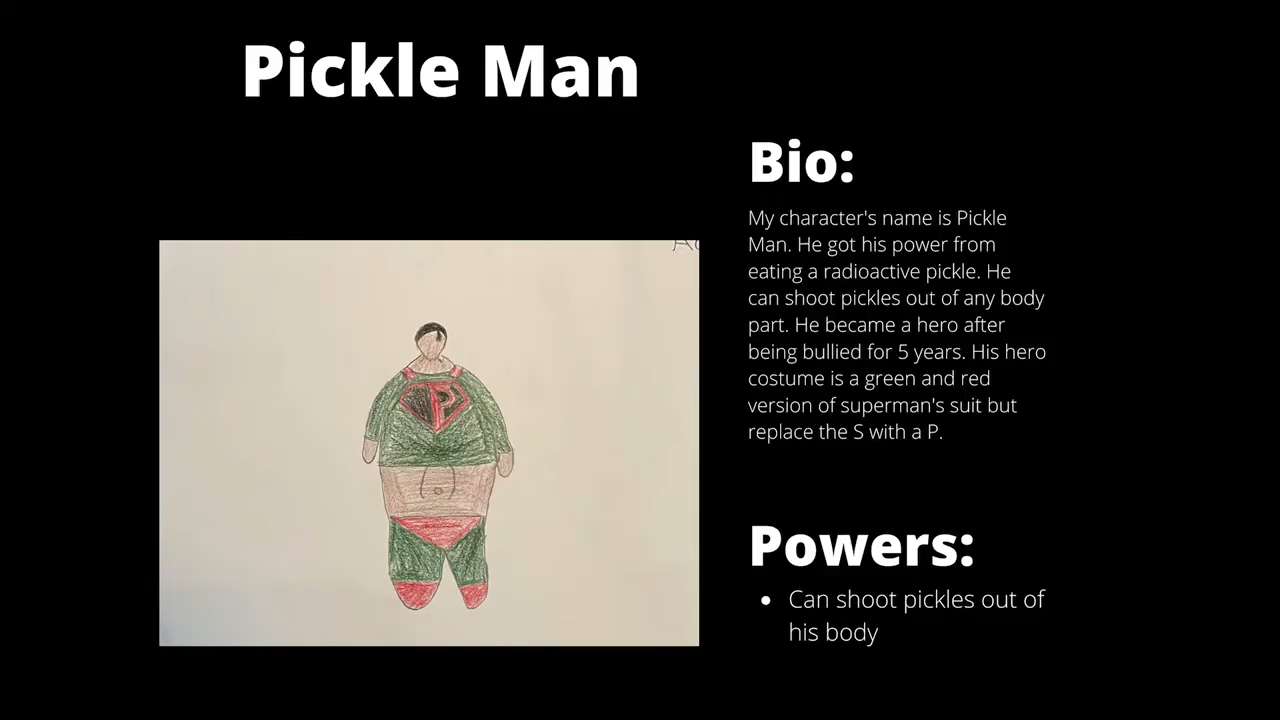 Pickle Man
P
Bio:
My character's name is Pickle
Man. He got his power from
eating a radioactive pickle. He
can shoot pickles out of any body
part. He became a hero after
being bullied for 5 years. His hero
costume is a green and red
version of superman's suit but
replace the S with a P.
Powers:
• Can shoot pickles out of
his body